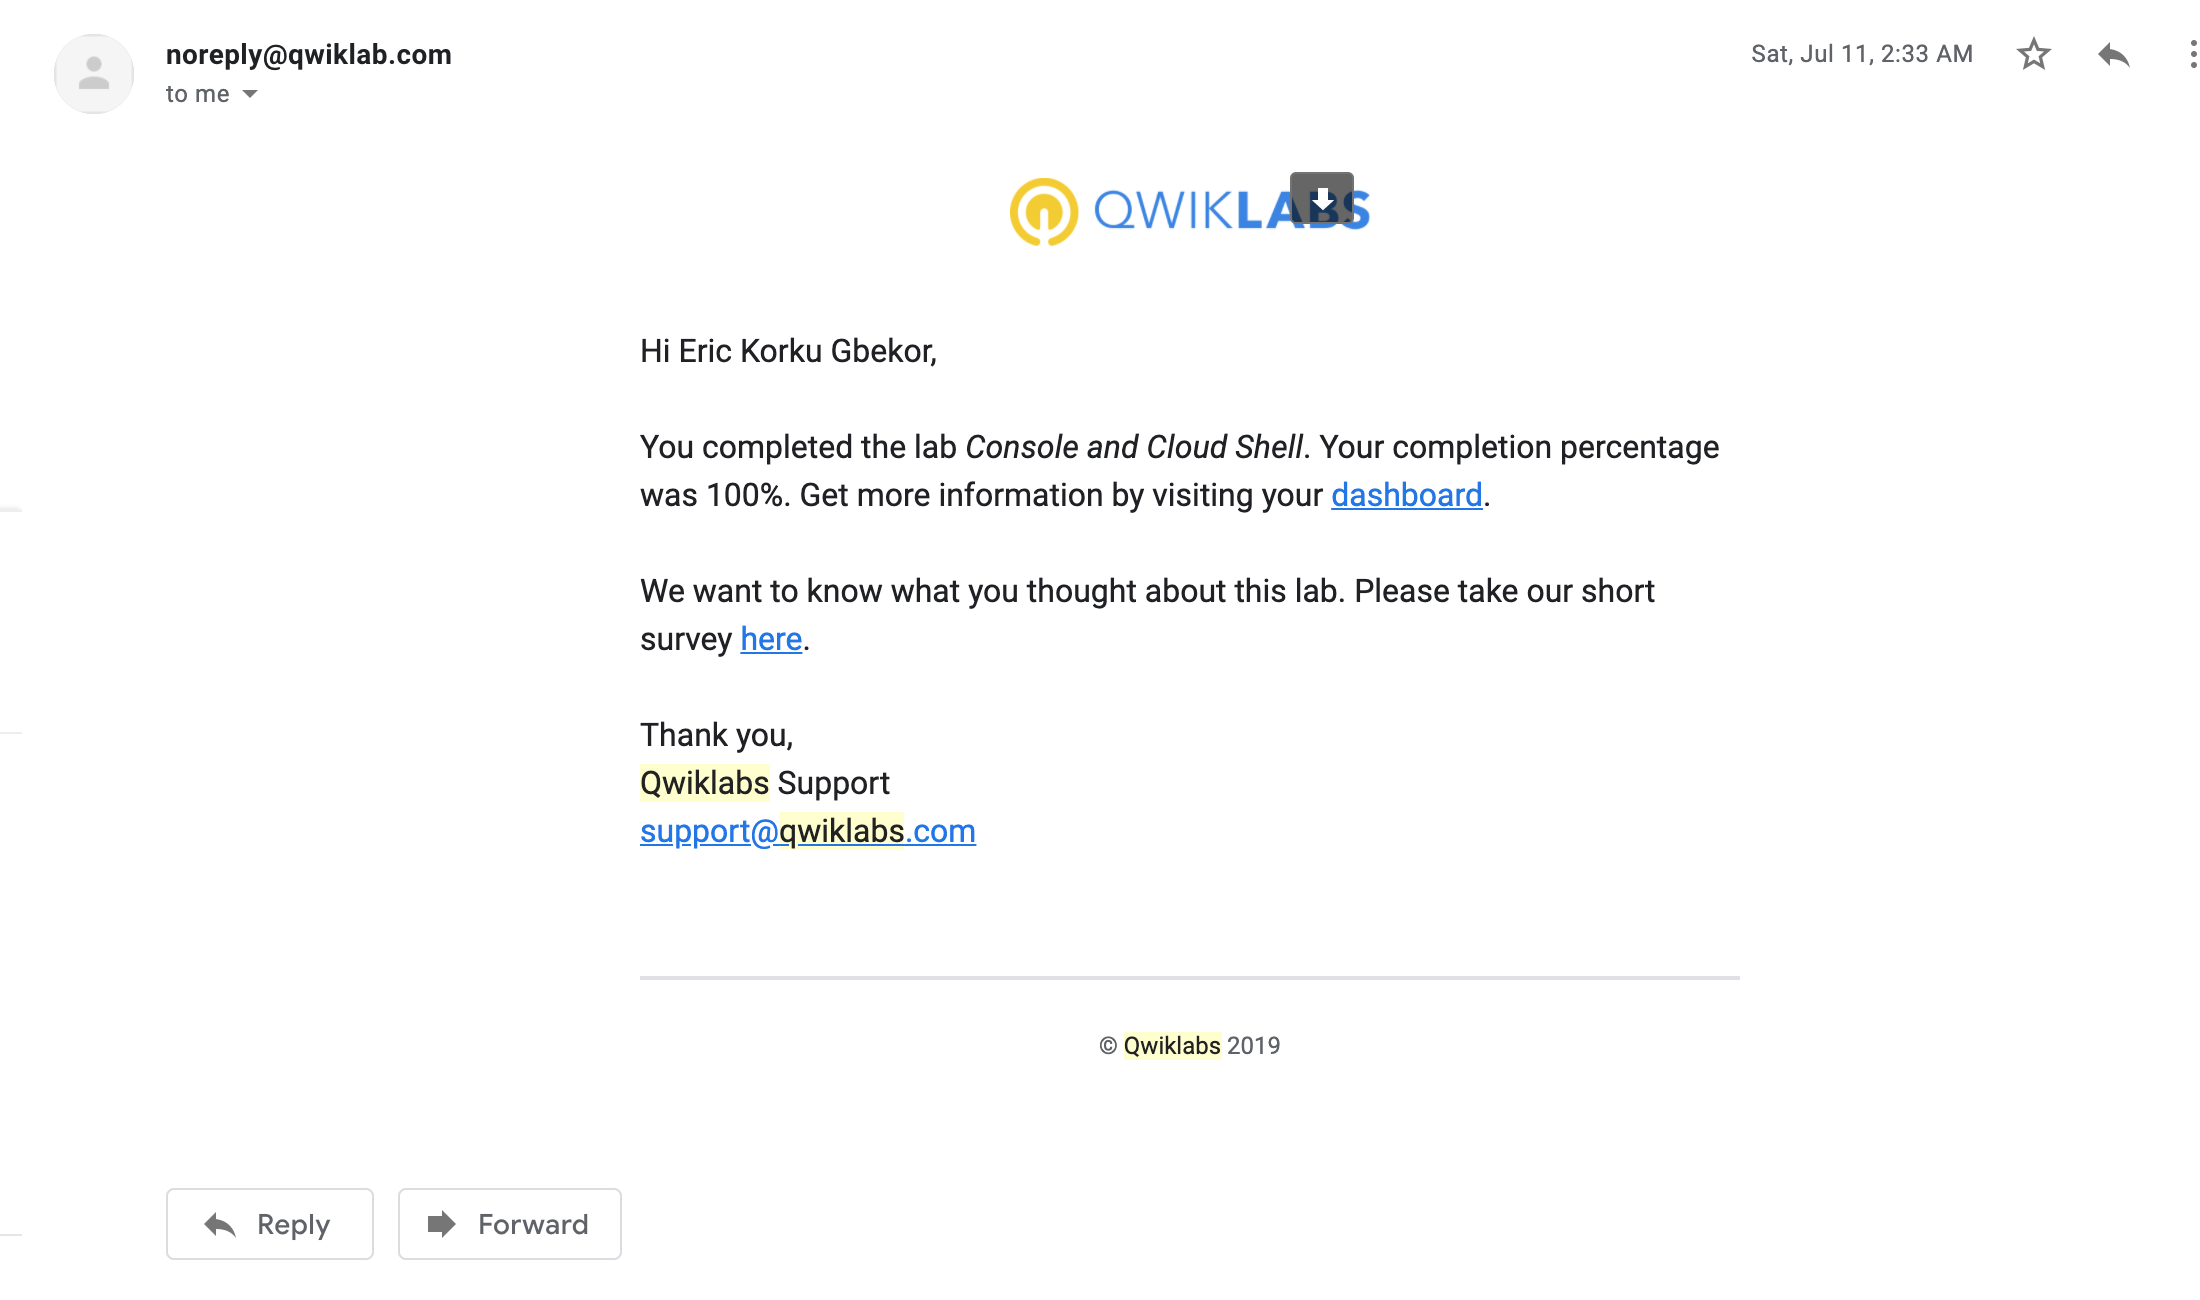 noreply@qwiklab.com
Sat, Jul 11, 2:33 AM
to me
QWIKLABS
Hi Eric Korku Gbekor,
You completed the lab Console and Cloud Shell. Your completion percentage
was 100%. Get more information by visiting your dashboard.
We want to know what you thought about this lab. Please take our short
survey here.
Thank you,
Qwiklabs Support
support@qwiklabs.com
© Qwiklabs 2019
Reply
Forward